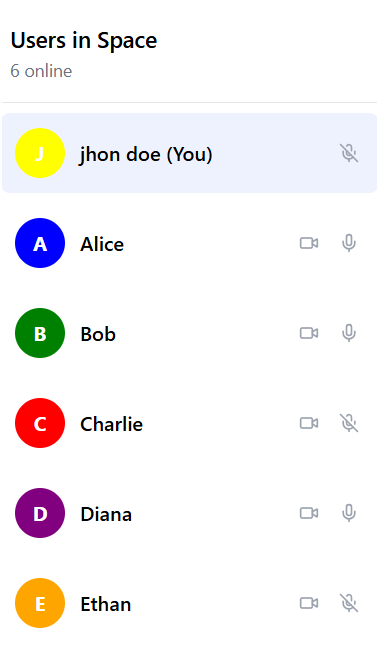 Users in Space
6 online
J
jhon doe (You)
A
Alice
B
Bob
C
Charlie
D
Diana
E
Ethan